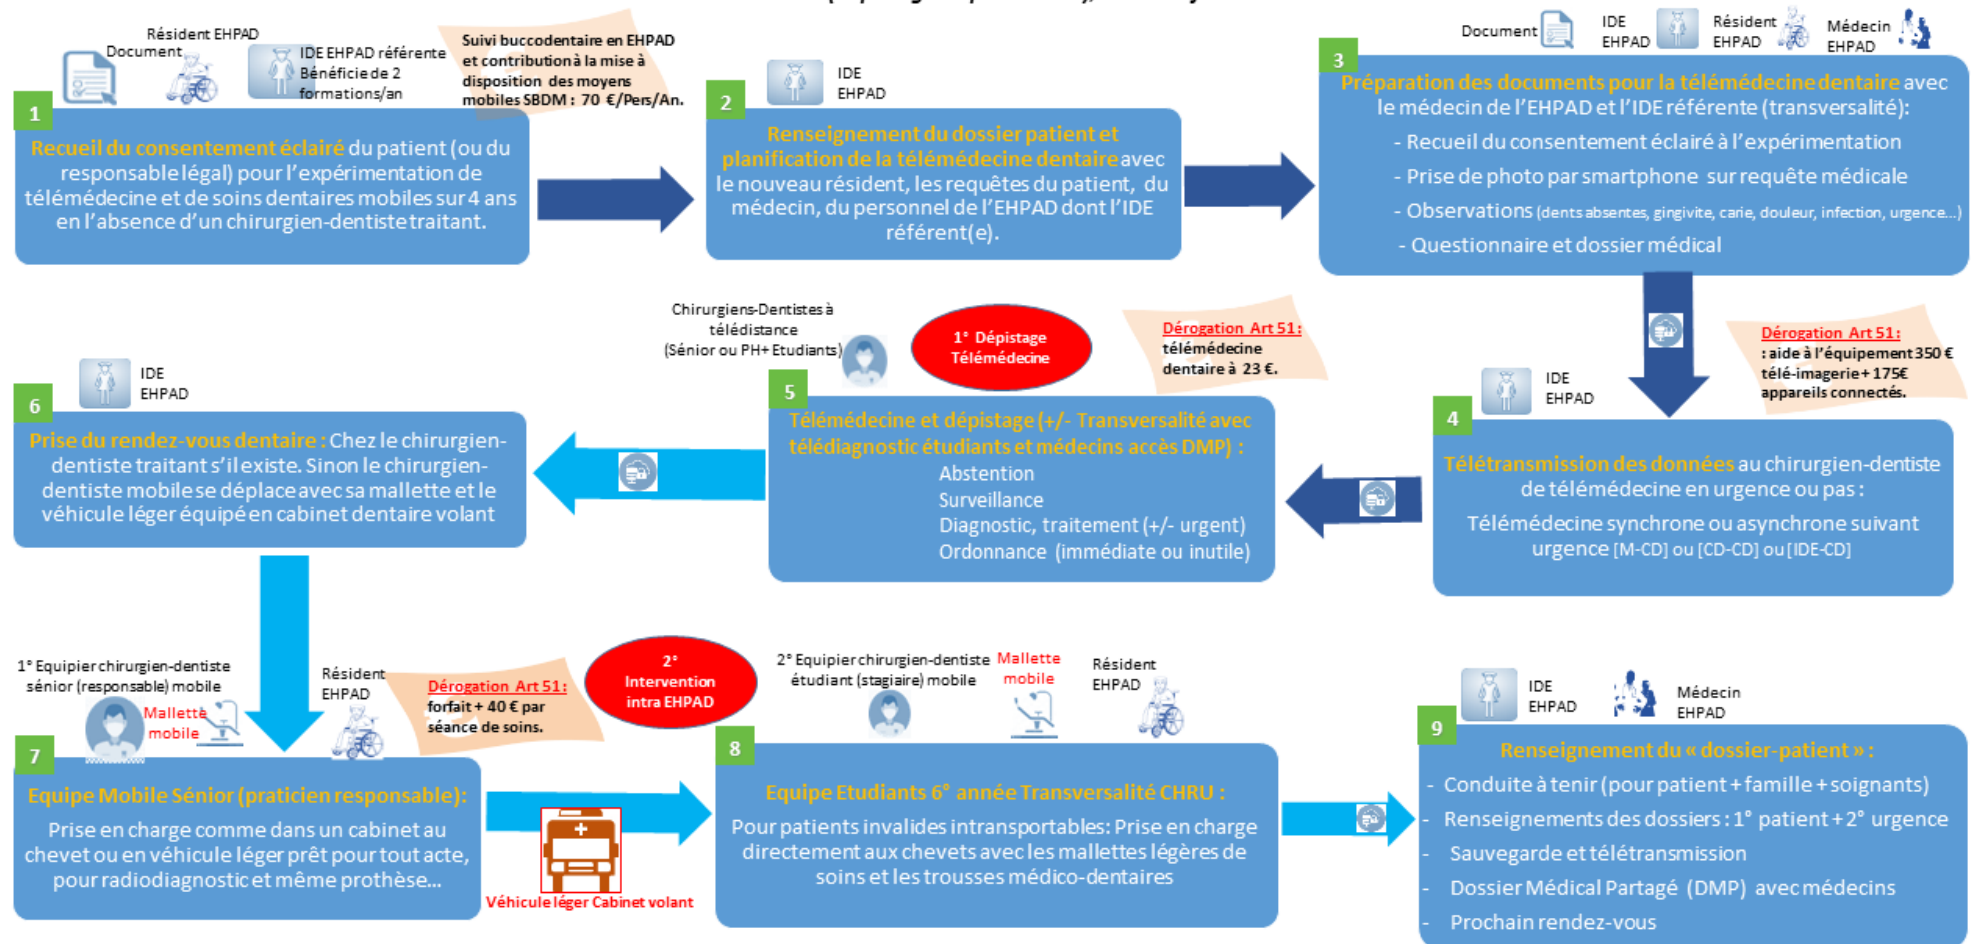 Résident EHPAD
Document
IDE EHPAD référente
Bénéficie de 2
formations/an
Suivi buccodentaire en EHPAD
et contribution à la mise à
disposition des moyens
mobiles SBDM : 70 €/Pers/An.
1
Recueil du consentement éclairé du patient (ou du
responsable légal) pour l'expérimentation de
télémédecine et de soins dentaires mobiles sur 4 ans
en l'absence d'un chirurgien-dentiste traitant.
IDE
EHPAD
2
Renseignement du dossier patient et
planification de la télémédecine dentaire avec
le nouveau résident, les requêtes du patient, du
médecin, du personnel de l'EHPAD dont l'IDE
référent(e).
Document
IDE
EHPAD
Résident
EHPAD
Médecin
EHPAD
3
Préparation des documents pour la télémédecine dentaire avec
le médecin de l'EHPAD et l'IDE référente (transversalité):
- Recueil du consentement éclairé à l'expérimentation
- Prise de photo par smartphone sur requête médicale
- Observations (dents absentes, gingivite, carie, douleur, infection, urgence...)
- Questionnaire et dossier médical
Dérogation Art 51:
: aide à l'équipement 350 €
télé-imagerie + 175€
appareils connectés.
IDE
EHPAD
4
Télétransmission des données au chirurgien-dentiste
de télémédecine en urgence ou pas :
Télémédecine synchrone ou asynchrone suivant
urgence [M-CD] ou [CD-CD] ou [IDE-CD]
Chirurgiens-Dentistes à
télédistance
(Sénior ou PH+ Etudiants)
1° Dépistage
Télémédecine
Dérogation Art 51:
télémédecine
dentaire à 23 €.
5
Télémédecine et dépistage (+/- Transversalité avec
télédiagnostic étudiants et médecins accès DMP) :
Abstention
Surveillance
Diagnostic, traitement (+/- urgent)
Ordonnance (immédiate ou inutile)
IDE
EHPAD
6
Prise du rendez-vous dentaire : Chez le chirurgien-
dentiste traitant s'il existe. Sinon le chirurgien-
dentiste mobile se déplace avec sa mallette et le
véhicule léger équipé en cabinet dentaire volant
1° Equipier chirurgien-dentiste
sénior (responsable) mobile
Mallette
mobile
Résident
EHPAD
Dérogation Art 51:
forfait + 40 € par
séance de soins.
7
Equipe Mobile Sénior (praticien responsable):
Prise en charge comme dans un cabinet au
chevet ou en véhicule léger prêt pour tout acte,
pour radiodiagnostic et même prothèse...
Véhicule léger Cabinet volant
2°
Intervention
intra EHPAD
2° Equipier chirurgien-dentiste
étudiant (stagiaire) mobile
Mallette
mobile
Résident
EHPAD
8
Equipe Etudiants 6° année Transversalité CHRU :
Pour patients invalides intransportables: Prise en charge
directement aux chevets avec les mallettes légères de
soins et les trousses médico-dentaires
IDE
EHPAD
Médecin
EHPAD
9
Renseignement du « dossier-patient » :
- Conduite à tenir (pour patient + famille + soignants)
- Renseignements des dossiers : 1° patient + 2° urgence
- Sauvegarde et télétransmission
- Dossier Médical Partagé (DMP) avec médecins
- Prochain rendez-vous